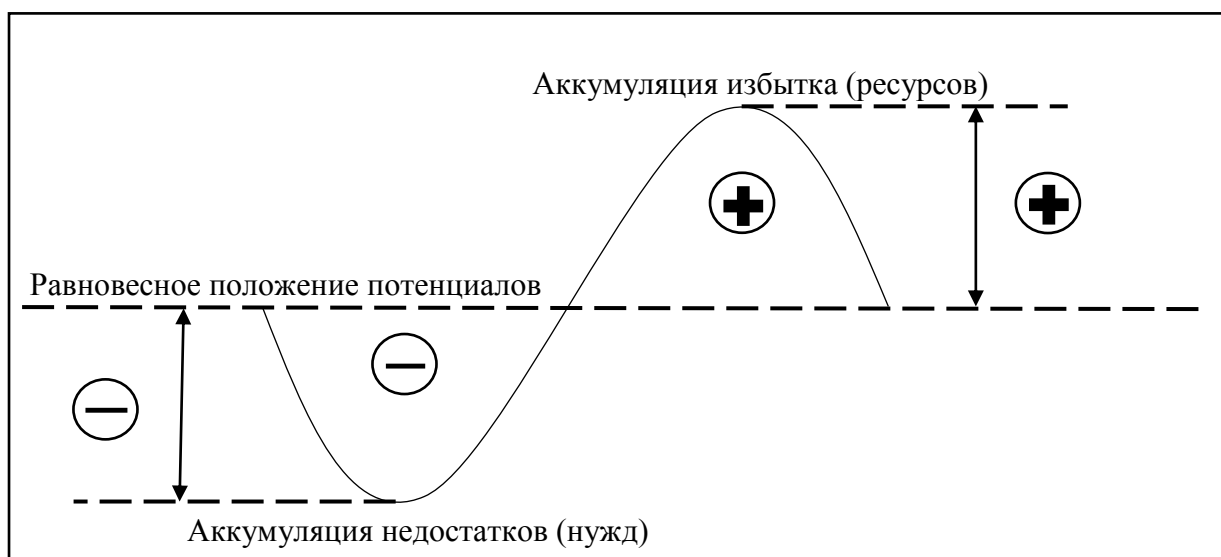 Аккумуляция избытка (ресурсов)
Равновесное положение потенциалов
Аккумуляция недостатков (нужд)